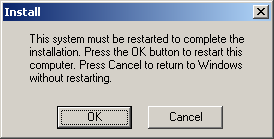 Install
This system must be restarted to complete the
installation. Press the OK button to restart this
computer. Press Cancel to return to Windows
without restarting.
OK
Cancel